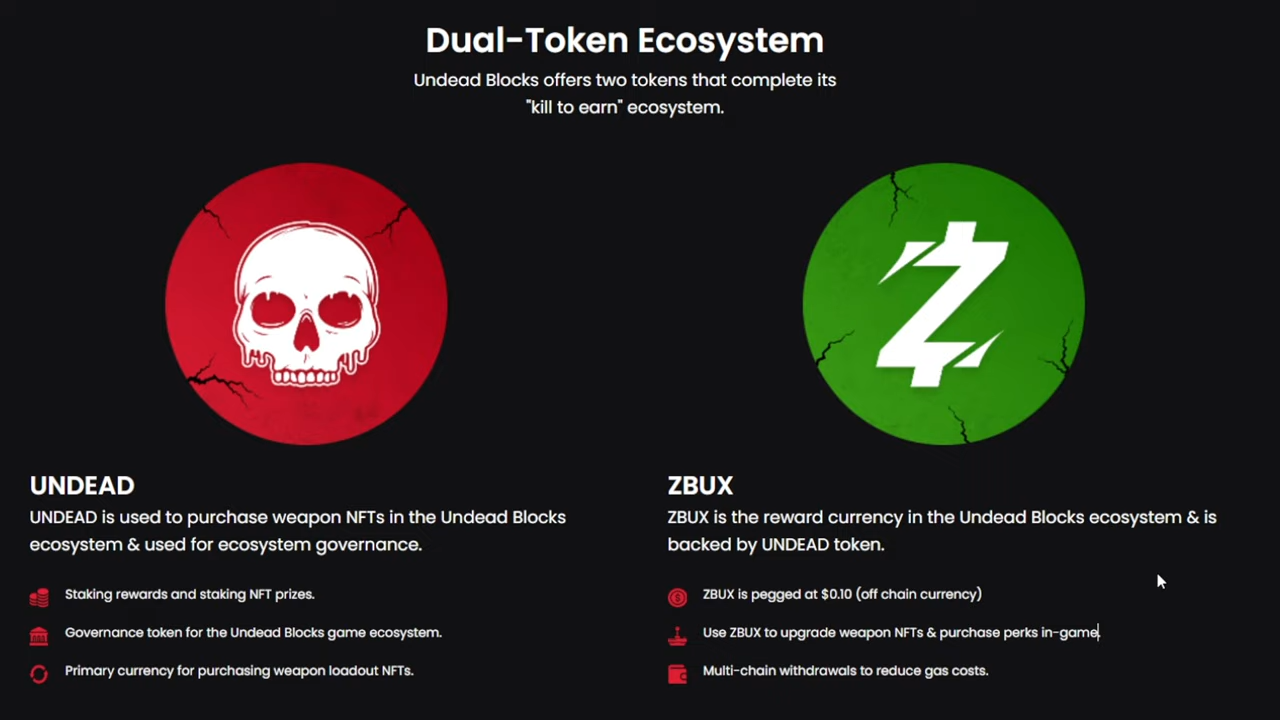 Dual-Token Ecosystem
Undead Blocks offers two tokens that complete its
"kill to earn" ecosystem.
UNDEAD
UNDEAD is used to purchase weapon NFTs in the Undead Blocks
ecosystem & used for ecosystem governance.
Staking rewards and staking NFT prizes.
Governance token for the Undead Blocks game ecosystem.
Primary currency for purchasing weapon loadout NFTs.
ZBUX
ZBUX is the reward currency in the Undead Blocks ecosystem & is
backed by UNDEAD token.
ZBUX is pegged at $0.10 (off chain currency)
Use ZBUX to upgrade weapon NFTs & purchase perks in-game.
Multi-chain withdrawals to reduce gas costs.